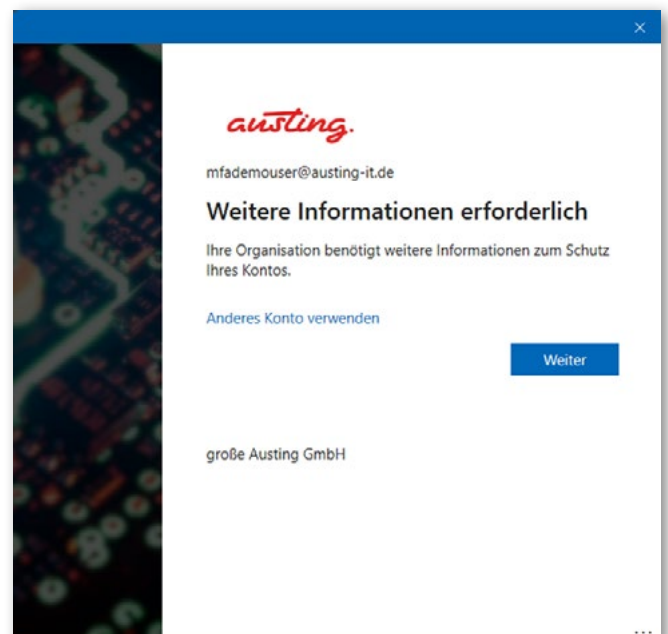 austing.
mfademouser@austing-it.de
Weitere Informationen erforderlich
Ihre Organisation benötigt weitere Informationen zum Schutz
Ihres Kontos.
Anderes Konto verwenden
Weiter
große Austing GmbH